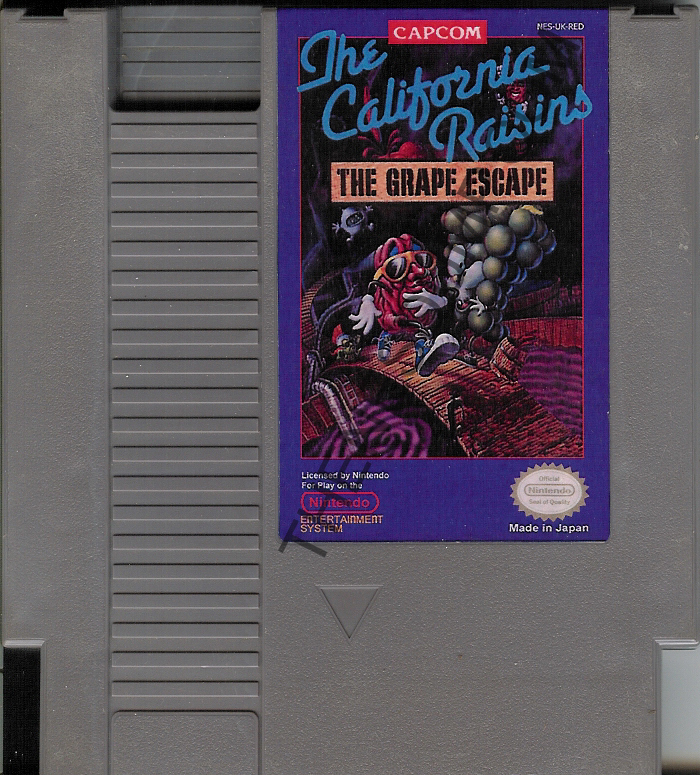 CAPCOM
NES-UK-RED
The
California
Raisins
THE GRAPE ESCAPE
Licensed by Nintendo
For Play on the
Nintendo
ENTERTAINMENT
SYSTEM
Official
Nintendo
Seal of Quality
Made in Japan